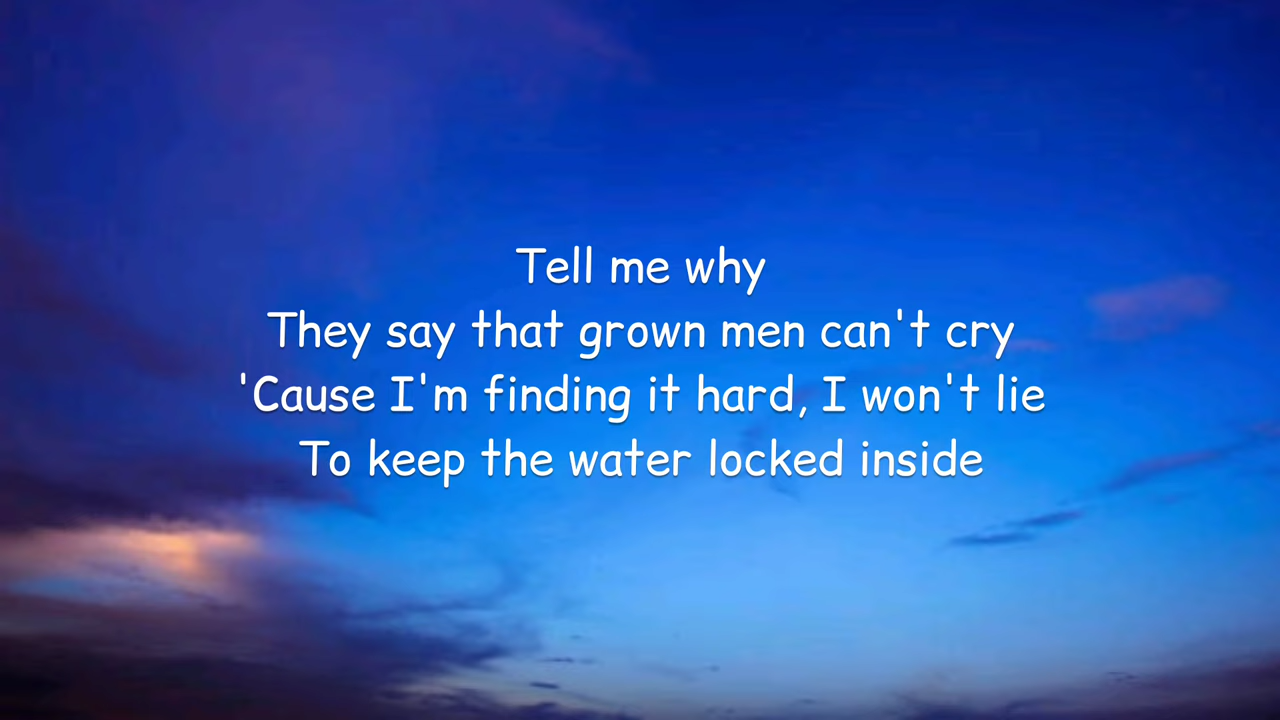 Tell me why
They say that grown men can't cry
'Cause I'm finding it hard, I won't lie
To keep the water locked inside